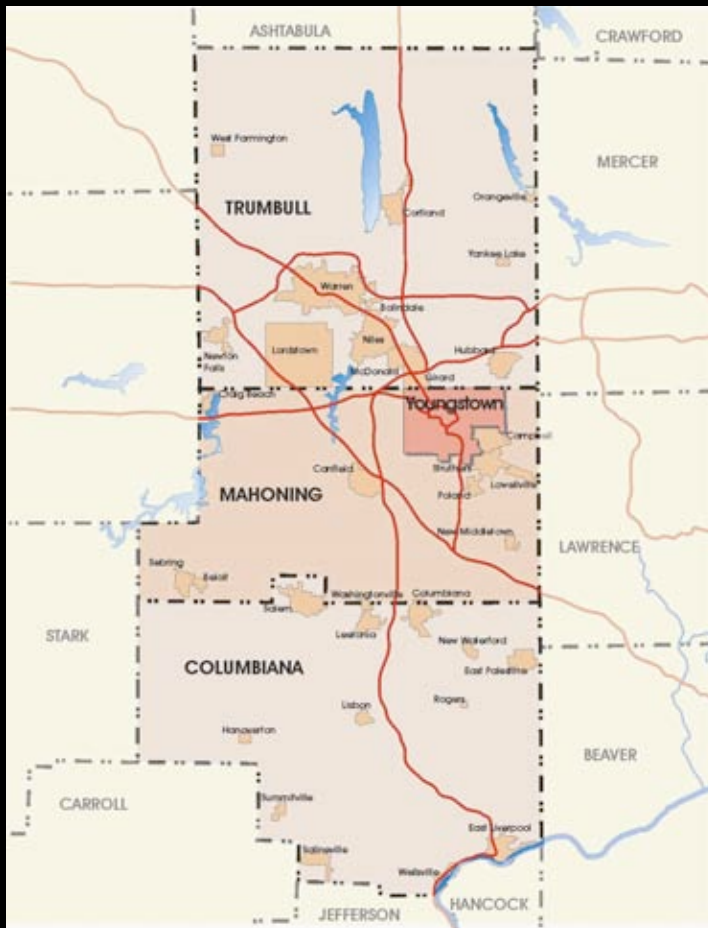 ASHTABULA
CRAWFORD
West Farmington
MERCER
Orangeville
TRUMBULL
Cortland
Yankee Lake
Warren
Niles
Lordstown
Hubbard
Newton
Falls
McDonald
Girard
Craig Beach
Youngstown
Campbell
Canfield
Struthers
Lowellville
MAHONING
Poland
New Middletown
LAWRENCE
Sebring
Beloit
Washingtonville
Columbiana
Salem
Leetonia
New Waterford
STARK
COLUMBIANA
East Palestine
Rogers
Lisbon
Hanoverton
BEAVER
CARROLL
Summitville
East Liverpool
Salineville
Wellsville
HANCOCK
JEFFERSON